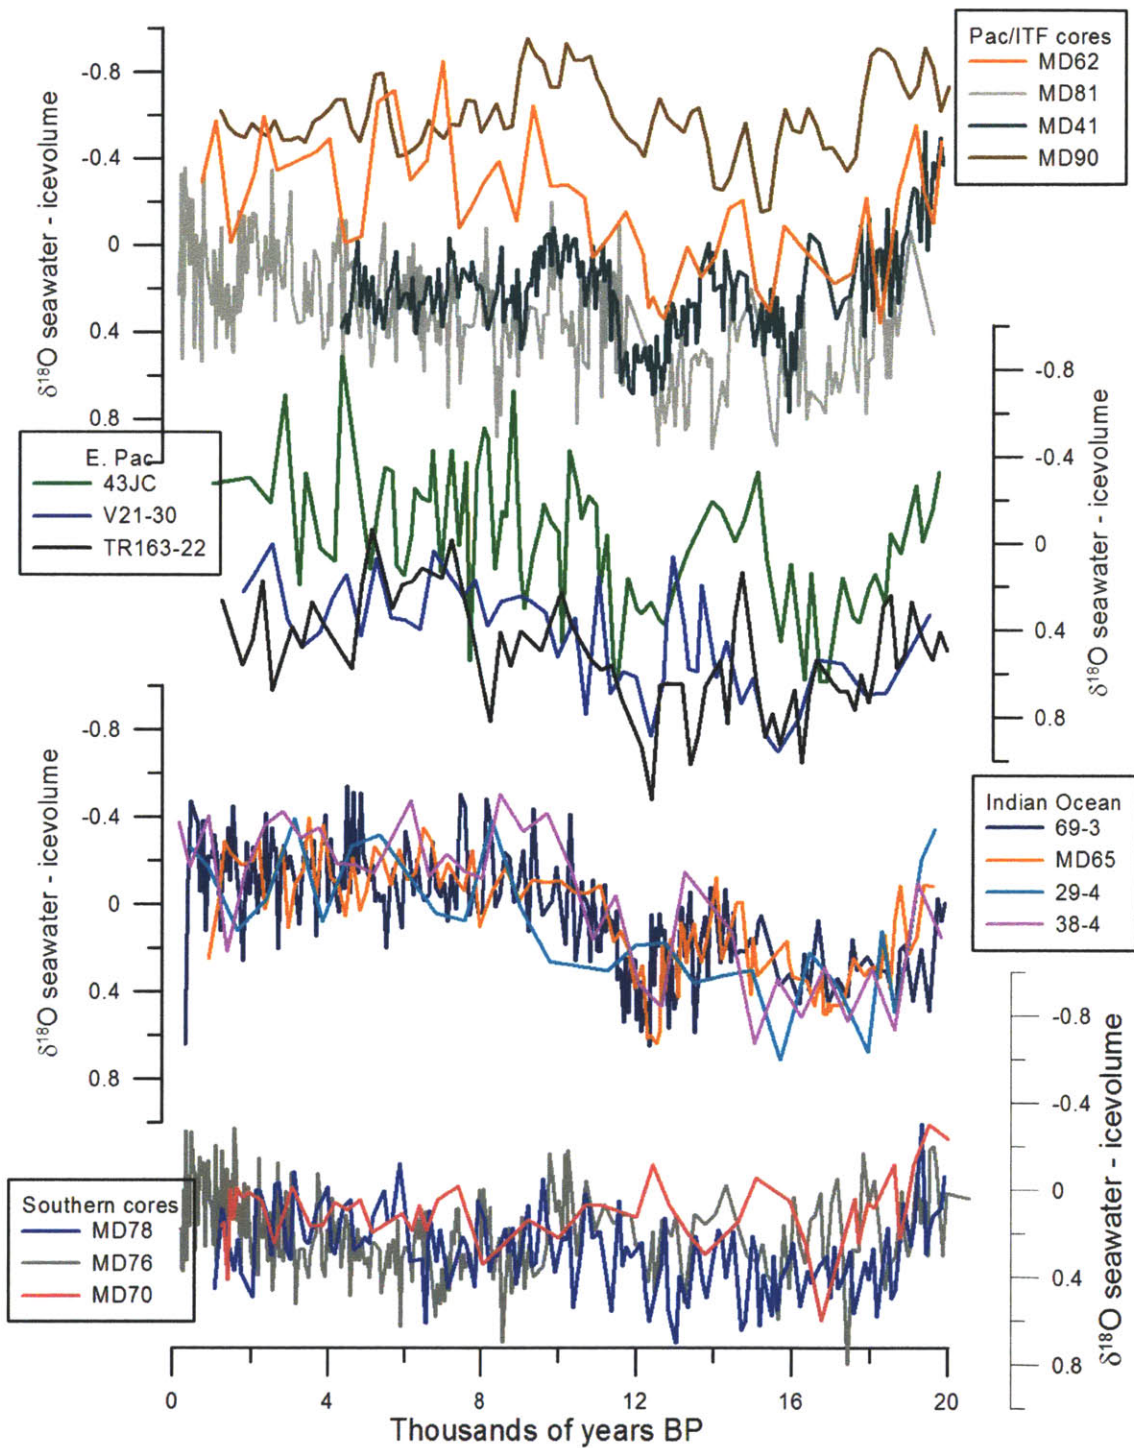 Pac/ITF cores
MD62
MD81
MD41
MD90
-0.8
-0.4
0
0.4
0.8
δ18O seawater - icevolume
E. Pac
43JC
V21-30
TR163-22
-0.8
-0.4
0
0.4
0.8
δ18O seawater - icevolume
-0.8
-0.4
0
0.4
0.8
δ18O seawater - icevolume
Indian Ocean
69-3
MD65
29-4
38-4
-0.8
-0.4
0
0.4
0.8
δ18O seawater - icevolume
Southern cores
MD78
MD76
MD70
0 4 8 12 16 20
Thousands of years BP